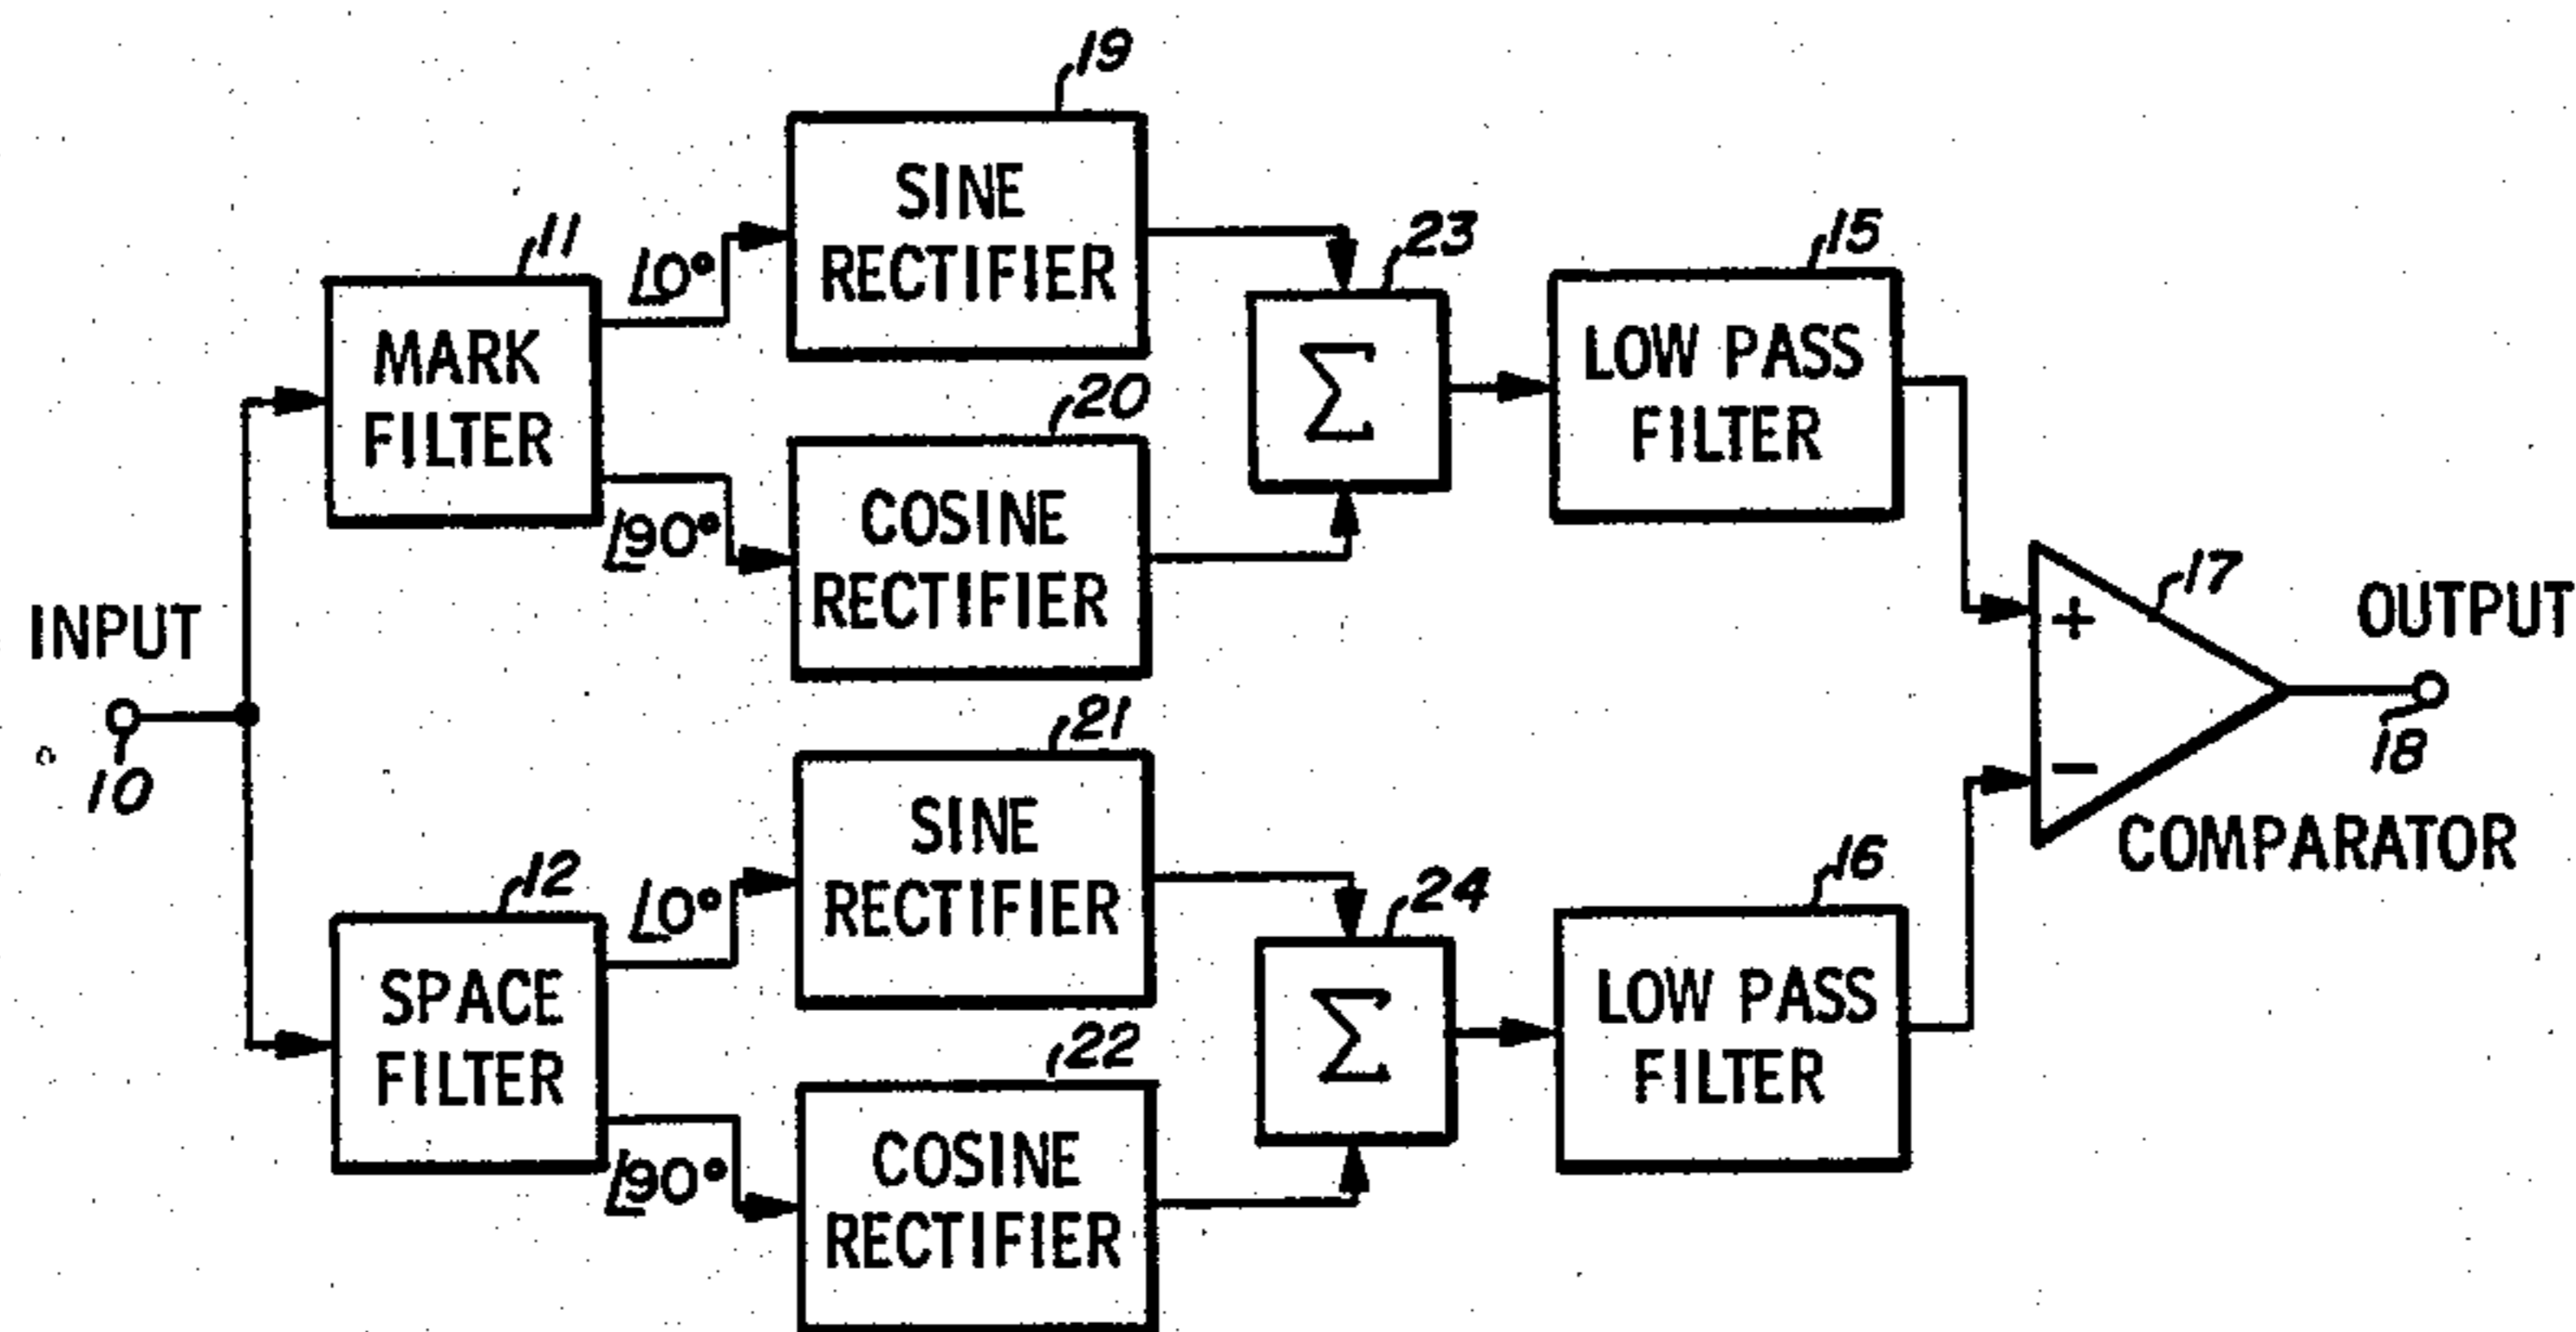 19
SINE
RECTIFIER
11
∠0°
MARK
FILTER
∠90°
20
COSINE
RECTIFIER
23
Σ
15
LOW PASS
FILTER
INPUT
10
17
+
−
COMPARATOR
OUTPUT
18
21
SINE
RECTIFIER
12
∠0°
SPACE
FILTER
∠90°
22
COSINE
RECTIFIER
24
Σ
16
LOW PASS
FILTER